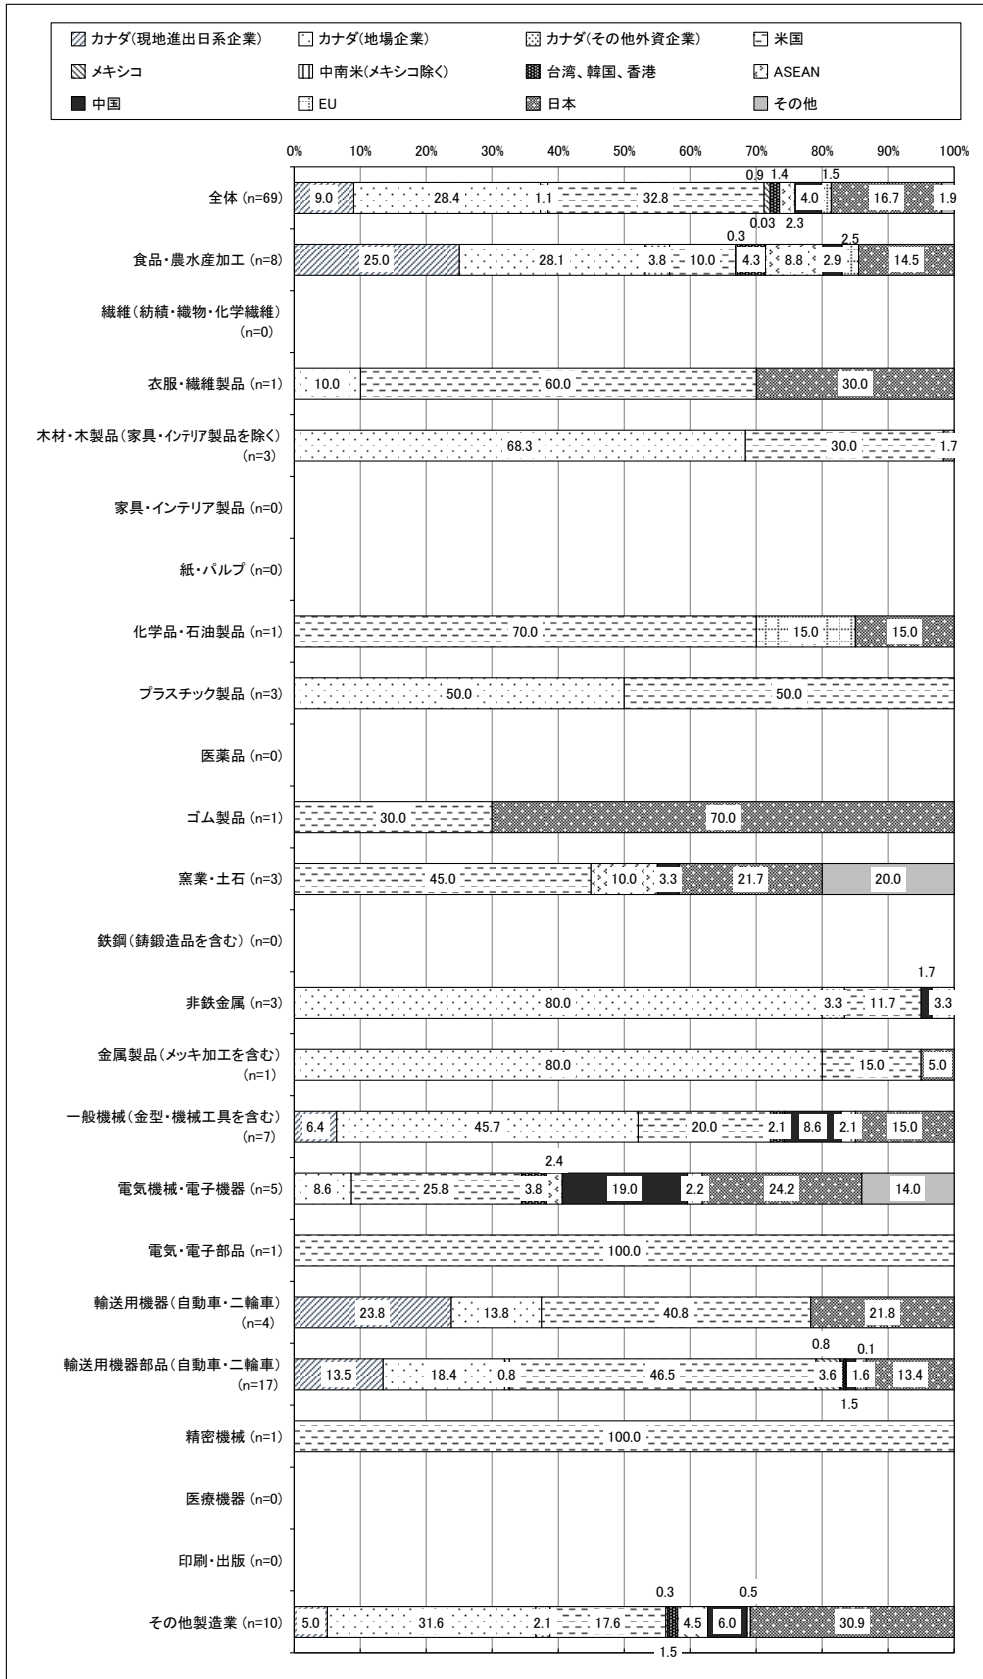 カナダ(現地進出日系企業) カナダ(地場企業) カナダ(その他外資企業) 米国
メキシコ 中南米(メキシコ除く) 台湾、韓国、香港 ASEAN
中国 EU 日本 その他
0% 10% 20% 30% 40% 50% 60% 70% 80% 90% 100%
0.9 1.4 1.5
全体 (n=69) 9.0 28.4 1.1 32.8 4.0 16.7 1.9
0.03 2.3
0.3 2.5
食品・農水産加工 (n=8) 25.0 28.1 3.8 10.0 4.3 8.8 2.9 14.5
繊維(紡績・織物・化学繊維)
(n=0)
衣服・繊維製品 (n=1) 10.0 60.0 30.0
木材・木製品(家具・インテリア製品を除く)
(n=3) 68.3 30.0 1.7
家具・インテリア製品 (n=0)
紙・パルプ (n=0)
化学品・石油製品 (n=1) 70.0 15.0 15.0
プラスチック製品 (n=3) 50.0 50.0
医薬品 (n=0)
ゴム製品 (n=1) 30.0 70.0
窯業・土石 (n=3) 45.0 10.0 3.3 21.7 20.0
鉄鋼(鋳鍛造品を含む) (n=0)
1.7
非鉄金属 (n=3) 80.0 3.3 11.7 3.3
金属製品(メッキ加工を含む)
(n=1) 80.0 15.0 5.0
一般機械(金型・機械工具を含む)
(n=7) 6.4 45.7 20.0 2.1 8.6 2.1 15.0
2.4
電気機械・電子機器 (n=5) 8.6 25.8 3.8 19.0 2.2 24.2 14.0
電気・電子部品 (n=1) 100.0
輸送用機器(自動車・二輪車)
(n=4) 23.8 13.8 40.8 21.8
0.8 0.1
輸送用機器部品(自動車・二輪車)
(n=17) 13.5 18.4 0.8 46.5 3.6 1.6 13.4
1.5
精密機械 (n=1) 100.0
医療機器 (n=0)
印刷・出版 (n=0)
0.3 0.5
その他製造業 (n=10) 5.0 31.6 2.1 17.6 4.5 6.0 30.9
1.5